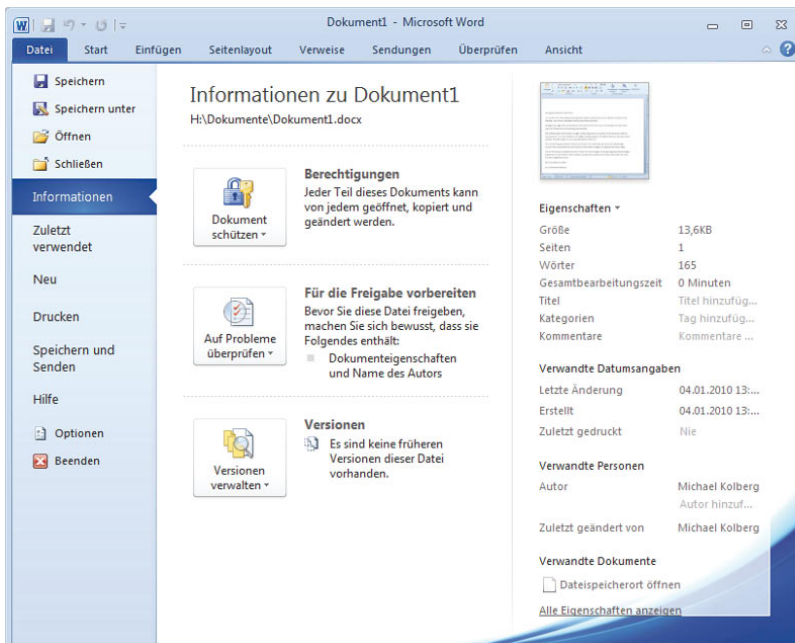 Dokument1 - Microsoft Word
Datei Start Einfügen Seitenlayout Verweise Sendungen Überprüfen Ansicht
Speichern
Speichern unter
Öffnen
Schließen
Informationen
Zuletzt
verwendet
Neu
Drucken
Speichern und
Senden
Hilfe
Optionen
Beenden
Informationen zu Dokument1
H:\Dokumente\Dokument1.docx
Dokument
schützen
Berechtigungen
Jeder Teil dieses Dokuments kann
von jedem geöffnet, kopiert und
geändert werden.
Auf Probleme
überprüfen
Für die Freigabe vorbereiten
Bevor Sie diese Datei freigeben,
machen Sie sich bewusst, dass sie
Folgendes enthält:
Dokumenteigenschaften
und Name des Autors
Versionen
verwalten
Versionen
Es sind keine früheren
Versionen dieser Datei
vorhanden.
Eigenschaften
Größe 13,6KB
Seiten 1
Wörter 165
Gesamtbearbeitungszeit 0 Minuten
Titel Titel hinzufüg...
Kategorien Tag hinzufüg...
Kommentare Kommentare ...
Verwandte Datumsangaben
Letzte Änderung 04.01.2010 13:...
Erstellt 04.01.2010 13:...
Zuletzt gedruckt Nie
Verwandte Personen
Autor Michael Kolberg
Autor hinzuf...
Zuletzt geändert von Michael Kolberg
Verwandte Dokumente
Dateispeicherort öffnen
Alle Eigenschaften anzeigen